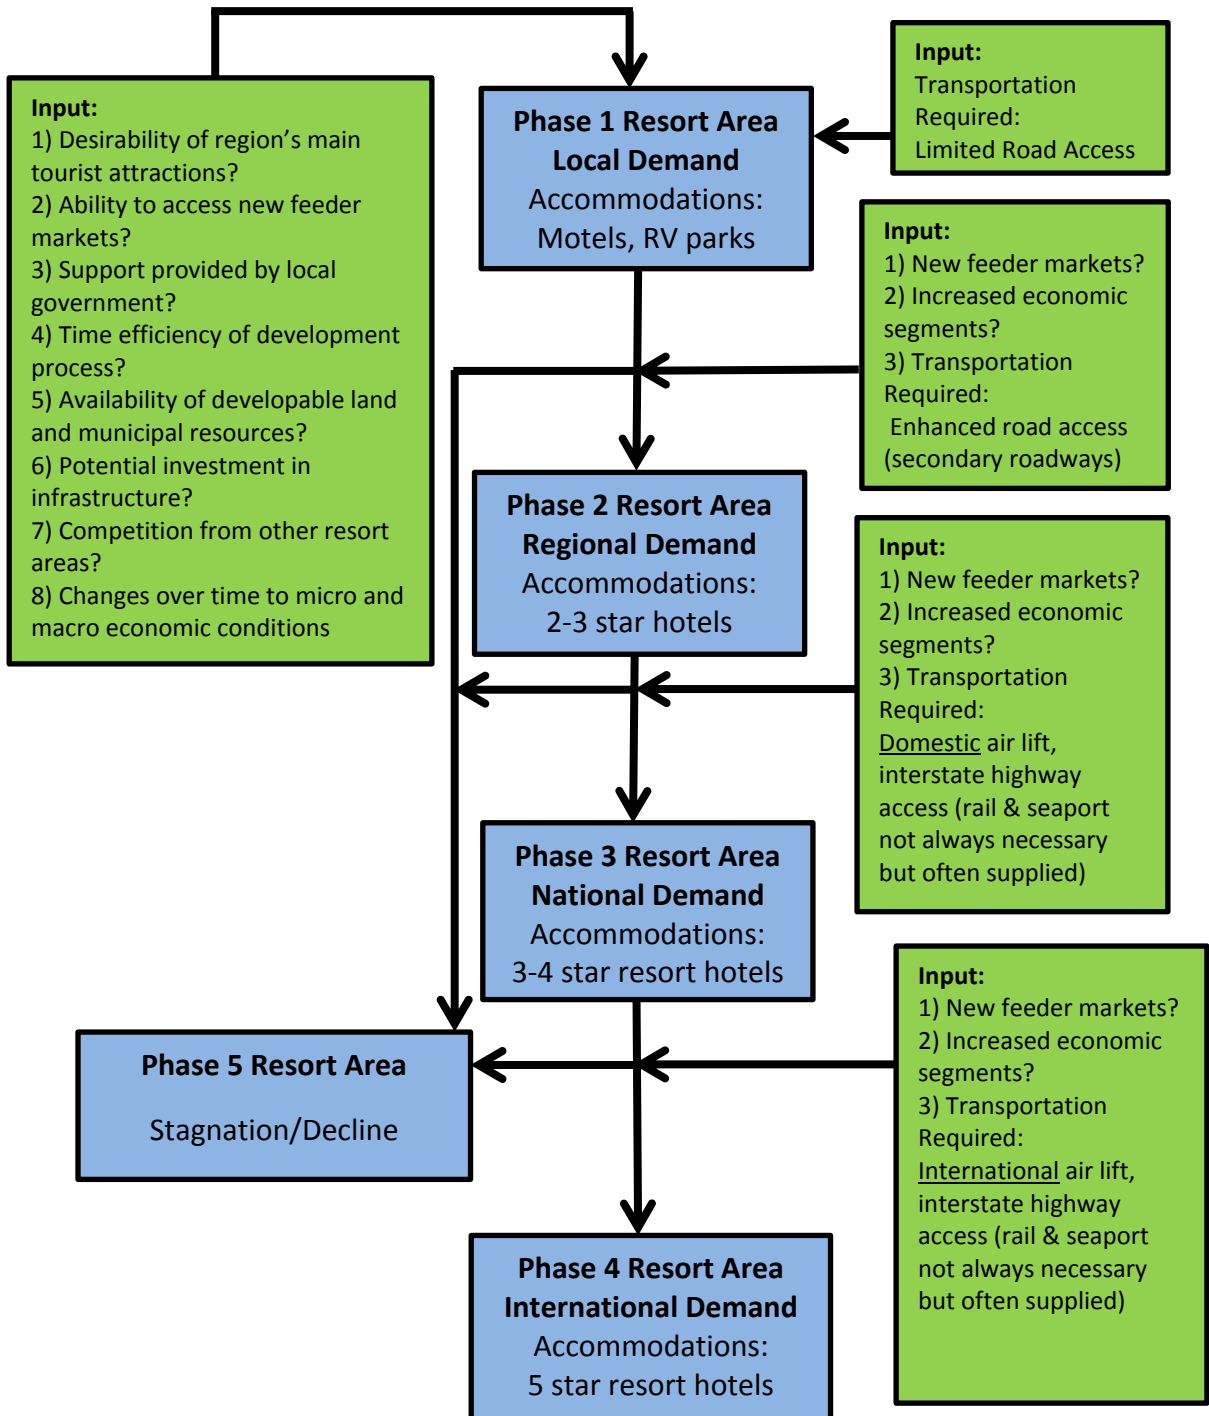 Input:
1) Desirability of region's main
tourist attractions?
2) Ability to access new feeder
markets?
3) Support provided by local
government?
4) Time efficiency of development
process?
5) Availability of developable land
and municipal resources?
6) Potential investment in
infrastructure?
7) Competition from other resort
areas?
8) Changes over time to micro and
macro economic conditions
Phase 1 Resort Area
Local Demand
Accommodations:
Motels, RV parks
Input:
Transportation
Required:
Limited Road Access
Input:
1) New feeder markets?
2) Increased economic
segments?
3) Transportation
Required:
Enhanced road access
(secondary roadways)
Phase 2 Resort Area
Regional Demand
Accommodations:
2-3 star hotels
Input:
1) New feeder markets?
2) Increased economic
segments?
3) Transportation
Required:
Domestic air lift,
interstate highway
access (rail & seaport
not always necessary
but often supplied)
Phase 3 Resort Area
National Demand
Accommodations:
3-4 star resort hotels
Input:
1) New feeder markets?
2) Increased economic
segments?
3) Transportation
Required:
International air lift,
interstate highway
access (rail & seaport
not always necessary
but often supplied)
Phase 5 Resort Area
Stagnation/Decline
Phase 4 Resort Area
International Demand
Accommodations:
5 star resort hotels